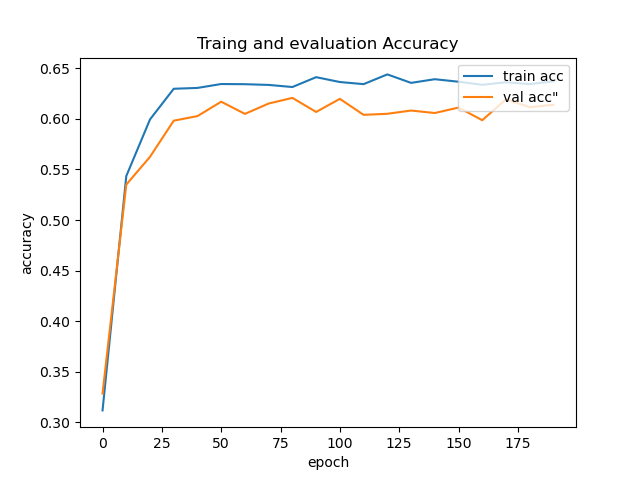 Traing and evaluation Accuracy
train acc
val acc"
accuracy
0.65
0.60
0.55
0.50
0.45
0.40
0.35
0.30
0 25 50 75 100 125 150 175
epoch